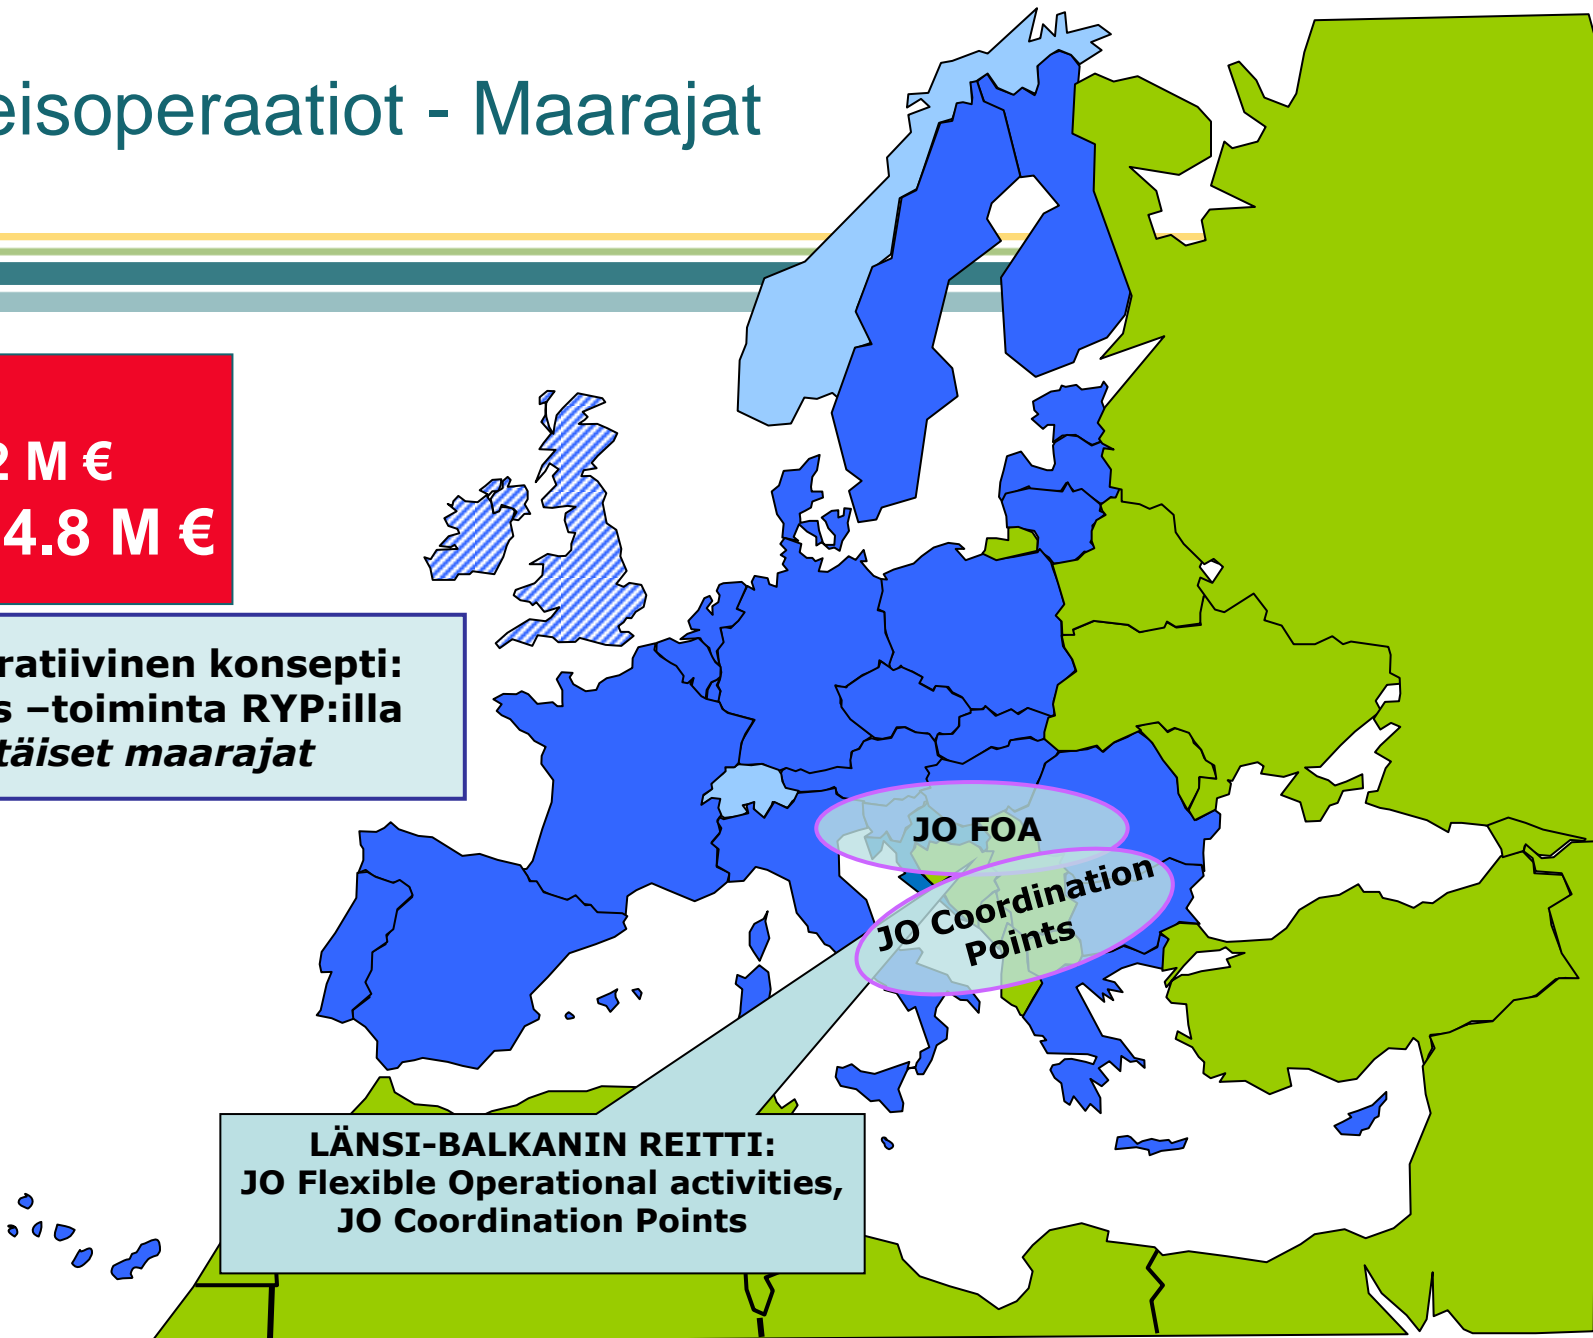 eisoperaatiot - Maarajat
2 M €
4.8 M €
ratiivinen konsepti:
s –toiminta RYP:illa
täiset maarajat
JO FOA
JO Coordination
Points
LÄNSI-BALKANIN REITTI:
JO Flexible Operational activities,
JO Coordination Points